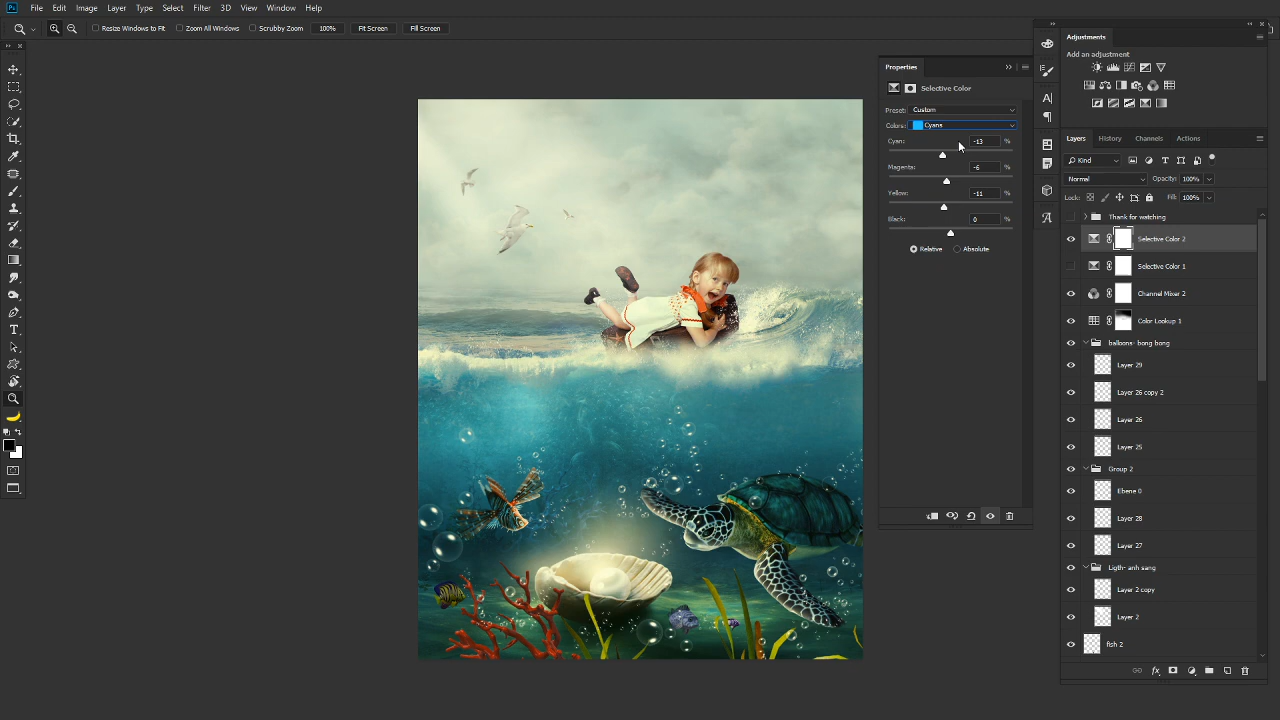 Ps File Edit Image Layer Type Select Filter 3D View Window Help
Resize Windows to Fit Zoom All Windows Scrubby Zoom 100% Fit Screen Fill Screen
Properties
Selective Color
Preset: Custom
Colors: Cyans
Cyan: -13 %
Magenta: -6 %
Yellow: -11 %
Black: 0 %
Relative Absolute
Adjustments
Add an adjustment
Layers History Channels Actions
Kind
Normal Opacity: 100%
Lock: Fill: 100%
Thank for watching
Selective Color 2
Selective Color 1
Channel Mixer 2
Color Lookup 1
balloons- bong bong
Layer 29
Layer 26 copy 2
Layer 26
Layer 25
Group 2
Ebene 0
Layer 28
Layer 27
Ligth- anh sang
Layer 2 copy
Layer 2
fish 2